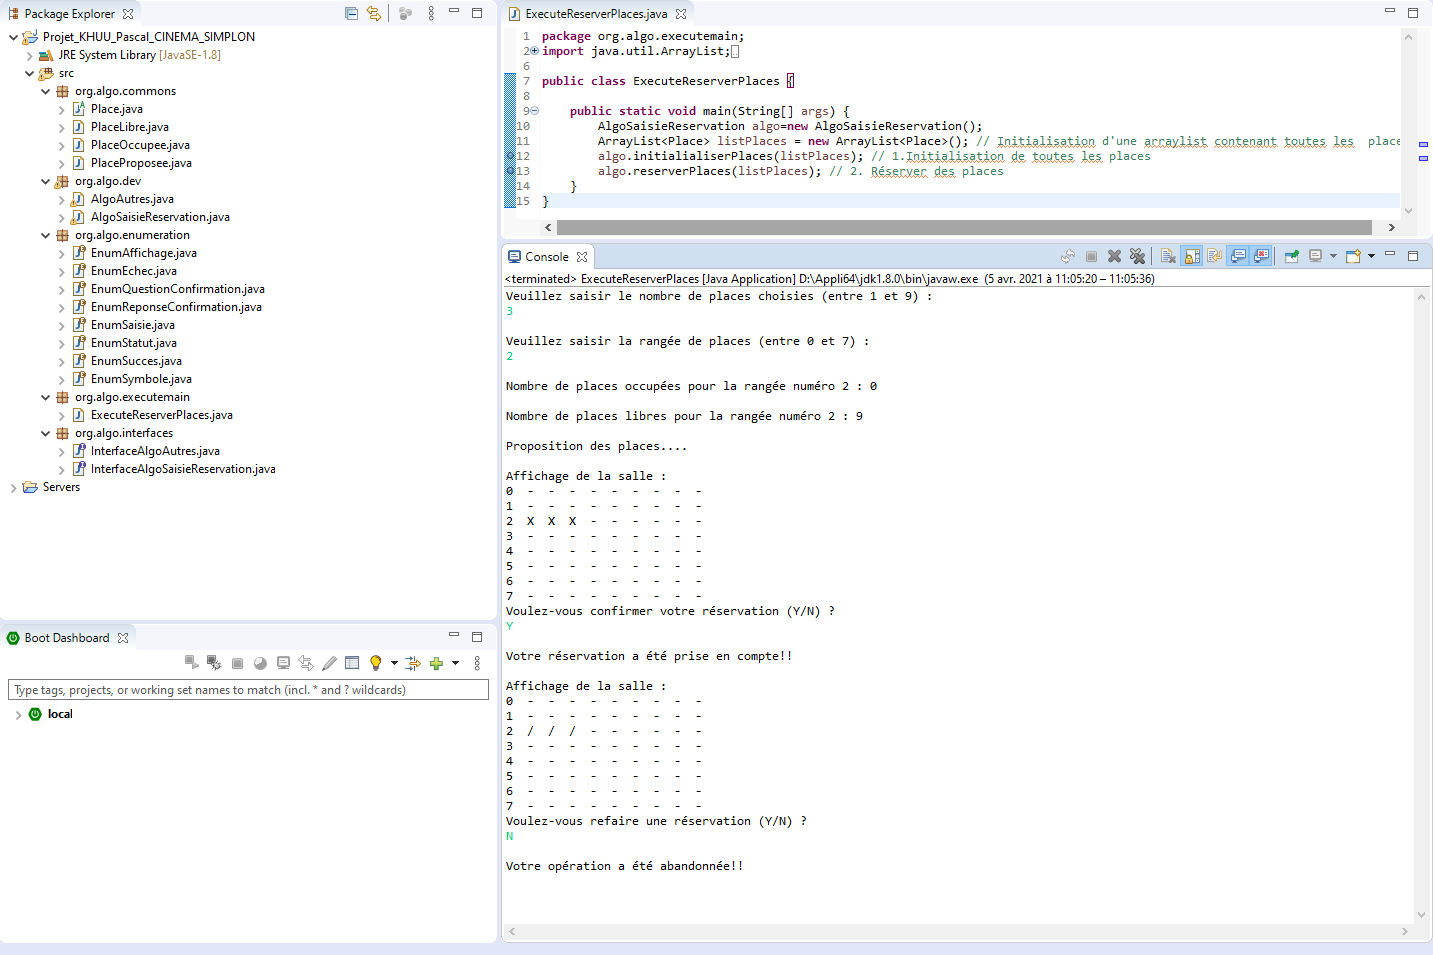 Package Explorer
Projet_KHUU_Pascal_CINEMA_SIMPLON
JRE System Library [JavaSE-1.8]
src
org.algo.commons
Place.java
PlaceLibre.java
PlaceOccupee.java
PlaceProposee.java
org.algo.dev
AlgoAutres.java
AlgoSaisieReservation.java
org.algo.enumeration
EnumAffichage.java
EnumEchec.java
EnumQuestionConfirmation.java
EnumReponseConfirmation.java
EnumSaisie.java
EnumStatut.java
EnumSucces.java
EnumSymbole.java
org.algo.executemain
ExecuteReserverPlaces.java
org.algo.interfaces
InterfaceAlgoAutres.java
InterfaceAlgoSaisieReservation.java
Servers
Boot Dashboard
Type tags, projects, or working set names to match (incl. * and ? wildcards)
local
ExecuteReserverPlaces.java
1 package org.algo.executemain;
2 import java.util.ArrayList;
6
7 public class ExecuteReserverPlaces {
8
9 public static void main(String[] args) {
10 AlgoSaisieReservation algo=new AlgoSaisieReservation();
11 ArrayList<Place> listPlaces = new ArrayList<Place>(); // Initialisation d'une arraylist contenant toutes les place
12 algo.initialialiserPlaces(listPlaces); // 1.Initialisation de toutes les places
13 algo.reserverPlaces(listPlaces); // 2. Réserver des places
14 }
15 }
Console
<terminated> ExecuteReserverPlaces [Java Application] D:\Appli64\jdk1.8.0\bin\javaw.exe (5 avr. 2021 à 11:05:20 – 11:05:36)
Veuillez saisir le nombre de places choisies (entre 1 et 9) :
3
Veuillez saisir la rangée de places (entre 0 et 7) :
2
Nombre de places occupées pour la rangée numéro 2 : 0
Nombre de places libres pour la rangée numéro 2 : 9
Proposition des places....
Affichage de la salle :
0 - - - - - - - - -
1 - - - - - - - - -
2 X X X - - - - - -
3 - - - - - - - - -
4 - - - - - - - - -
5 - - - - - - - - -
6 - - - - - - - - -
7 - - - - - - - - -
Voulez-vous confirmer votre réservation (Y/N) ?
Y
Votre réservation a été prise en compte!!
Affichage de la salle :
0 - - - - - - - - -
1 - - - - - - - - -
2 / / / - - - - - -
3 - - - - - - - - -
4 - - - - - - - - -
5 - - - - - - - - -
6 - - - - - - - - -
7 - - - - - - - - -
Voulez-vous refaire une réservation (Y/N) ?
N
Votre opération a été abandonnée!!